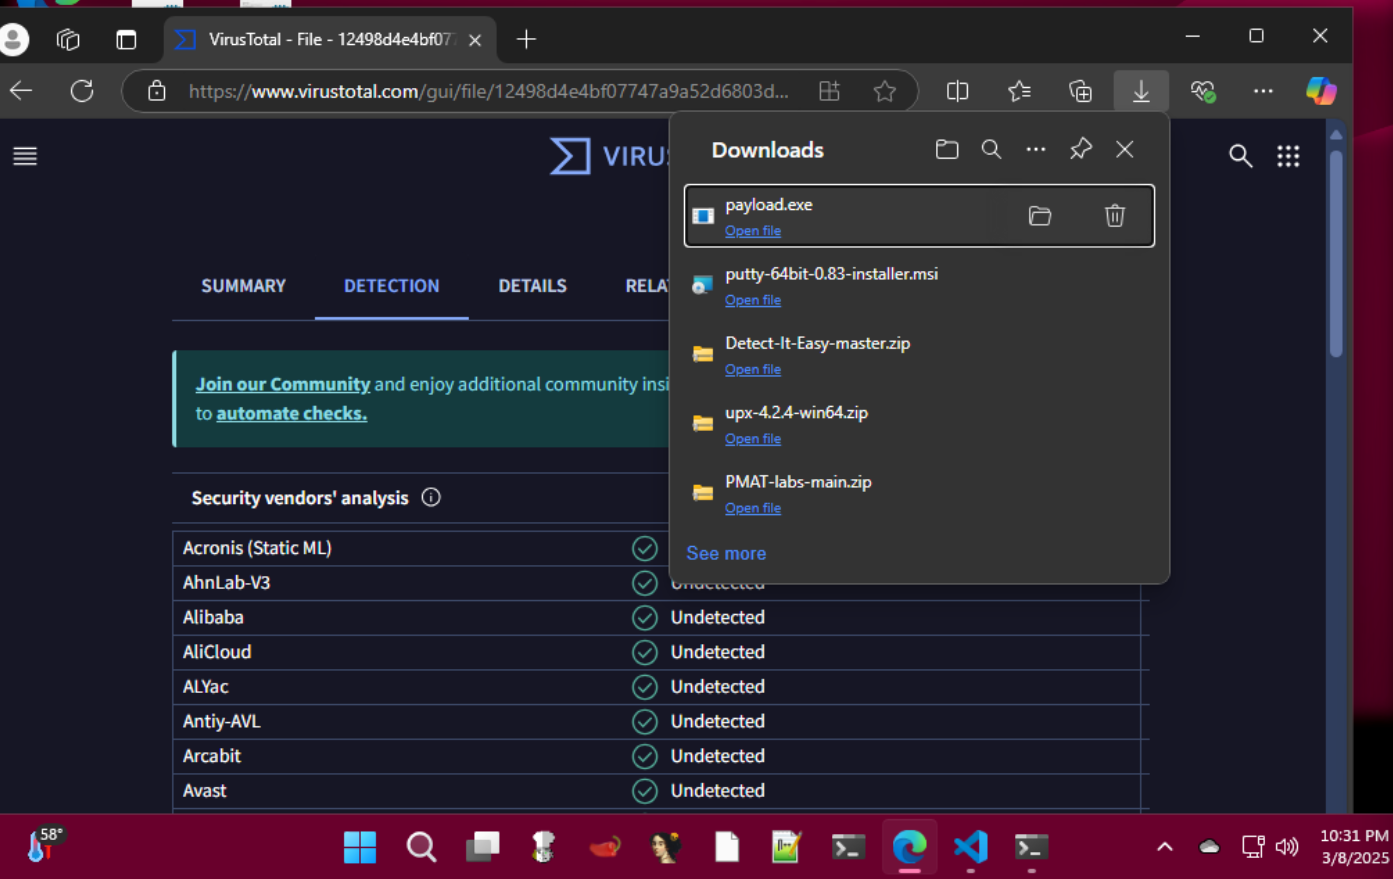 VirusTotal - File - 12498d4e4bf07
https://www.virustotal.com/gui/file/12498d4e4bf07747a9a52d6803d...
VIRU
Downloads
payload.exe
Open file
putty-64bit-0.83-installer.msi
Open file
Detect-It-Easy-master.zip
Open file
upx-4.2.4-win64.zip
Open file
PMAT-labs-main.zip
Open file
See more
SUMMARY DETECTION DETAILS RELA
Join our Community and enjoy additional community insi
to automate checks.
Security vendors' analysis
Acronis (Static ML)
AhnLab-V3 Undetected
Alibaba Undetected
AliCloud Undetected
ALYac Undetected
Antiy-AVL Undetected
Arcabit Undetected
Avast Undetected
58°
10:31 PM
3/8/2025